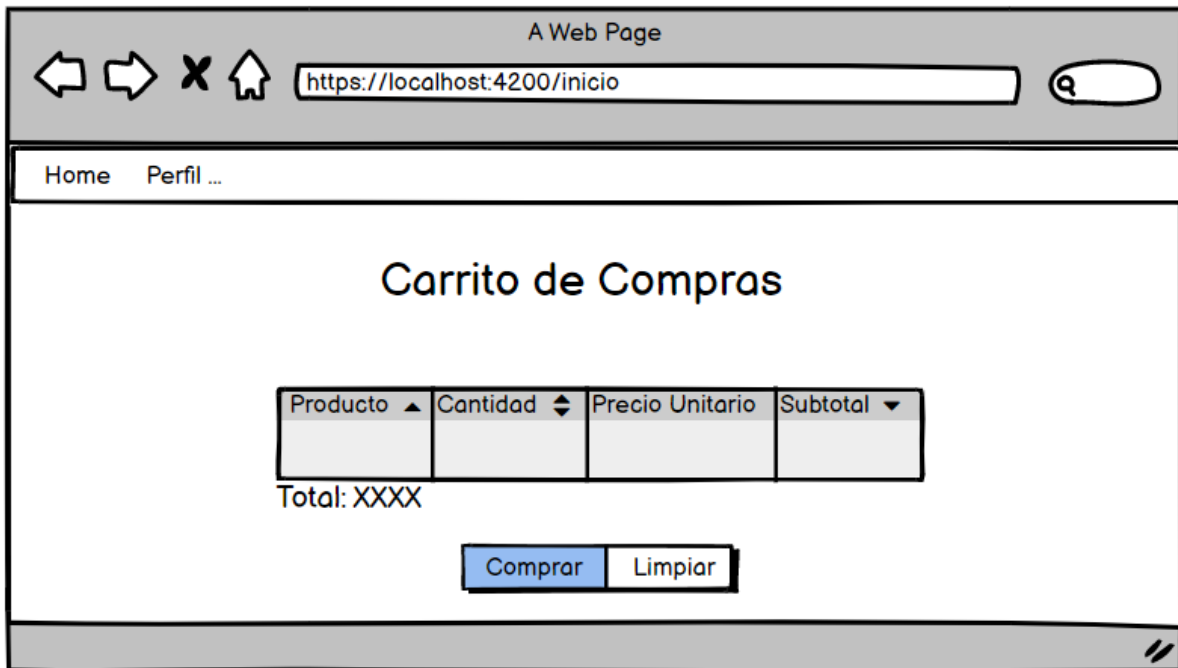 A Web Page
https://localhost:4200/inicio
Home Perfil ...
Carrito de Compras
Producto Cantidad Precio Unitario Subtotal
Total: XXXX
Comprar Limpiar